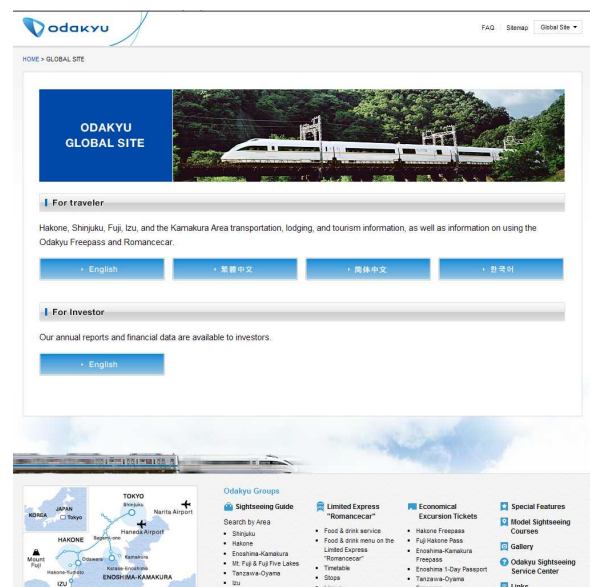 odakyu
FAQ Sitemap Global Site ▼
HOME > GLOBAL SITE
ODAKYU
GLOBAL SITE
For traveler
Hakone, Shinjuku, Fuji, Izu, and the Kamakura Area transportation, lodging, and tourism information, as well as information on using the
Odakyu Freepass and Romancecar.
English
繁體中文
简体中文
한국어
For Investor
Our annual reports and financial data are available to investors.
English
KOREA
JAPAN
Tokyo
TOKYO
Shinjuku
Narita Airport
Haneda Airport
HAKONE
Sagami-ono
Odawara
Hakone-Yumoto
Kamakura
Katase-Enoshima
Mount
Fuji
IZU
ENOSHIMA-KAMAKURA
Odakyu Groups
Sightseeing Guide
Search by Area
Shinjuku
Hakone
Enoshima-Kamakura
Mt. Fuji & Fuji Five Lakes
Tanzawa-Oyama
Izu
Limited Express
"Romancecar"
Food & drink service
Food & drink menu on the
Limited Express
"Romancecar"
Timetable
Stops
Economical
Excursion Tickets
Hakone Freepass
Fuji Hakone Pass
Enoshima-Kamakura
Freepass
Enoshima 1-Day Passport
Tanzawa-Oyama
Special Features
Model Sightseeing
Courses
Gallery
Odakyu Sightseeing
Service Center
Links